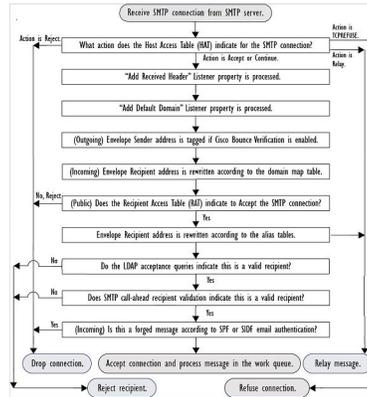 Receive SMTP connection from SMTP server.
Action is Reject.
Action is
TCPREFUSE.
What action does the Host Access Table (HAT) indicate for the SMTP connection?
Action is Accept or Continue.
Action is
Relay.
"Add Received Header" Listener property is processed.
"Add Default Domain" Listener property is processed.
(Outgoing) Envelope Sender address is tagged if Cisco Bounce Verification is enabled.
(Incoming) Envelope Recipient address is rewritten according to the domain map table.
No, Reject.
(Public) Does the Recipient Access Table (RAT) indicate to Accept the SMTP connection?
Yes
Envelope Recipient address is rewritten according to the alias tables.
No
Do the LDAP acceptance queries indicate this is a valid recipient?
Yes
No
Does SMTP call-ahead recipient validation indicate this is a valid recipient?
Yes
Yes
(Incoming) Is this a forged message according to SPF or SIDF email authentication?
Drop connection.
Accept connection and process message in the work queue.
Relay message.
Reject recipient.
Refuse connection.